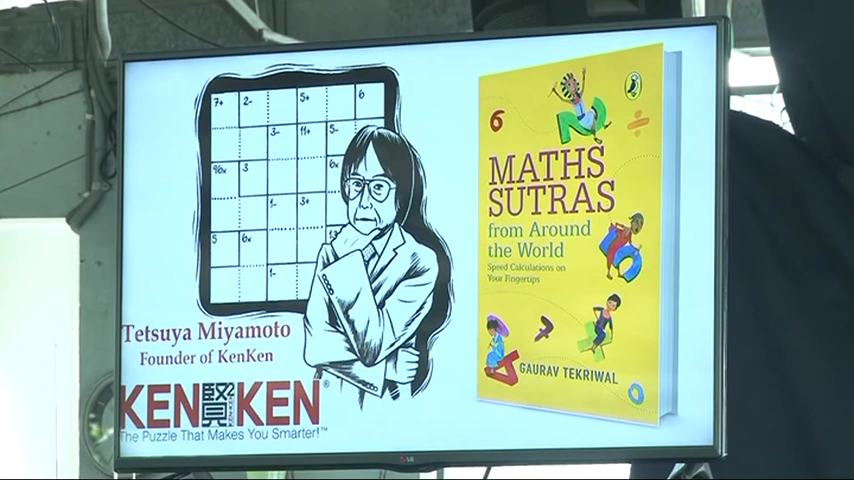 7+ 2- 5+ 6
3- 11+ 5-
96x 3 6x
1- 3+
5 6x
1-
Tetsuya Miyamoto
Founder of KenKen
KEN賢KEN®
The Puzzle That Makes You Smarter!™
6
MATHS
SUTRAS
from Around
the World
Speed Calculations on
Your Fingertips
GAURAV TEKRIWAL
LG